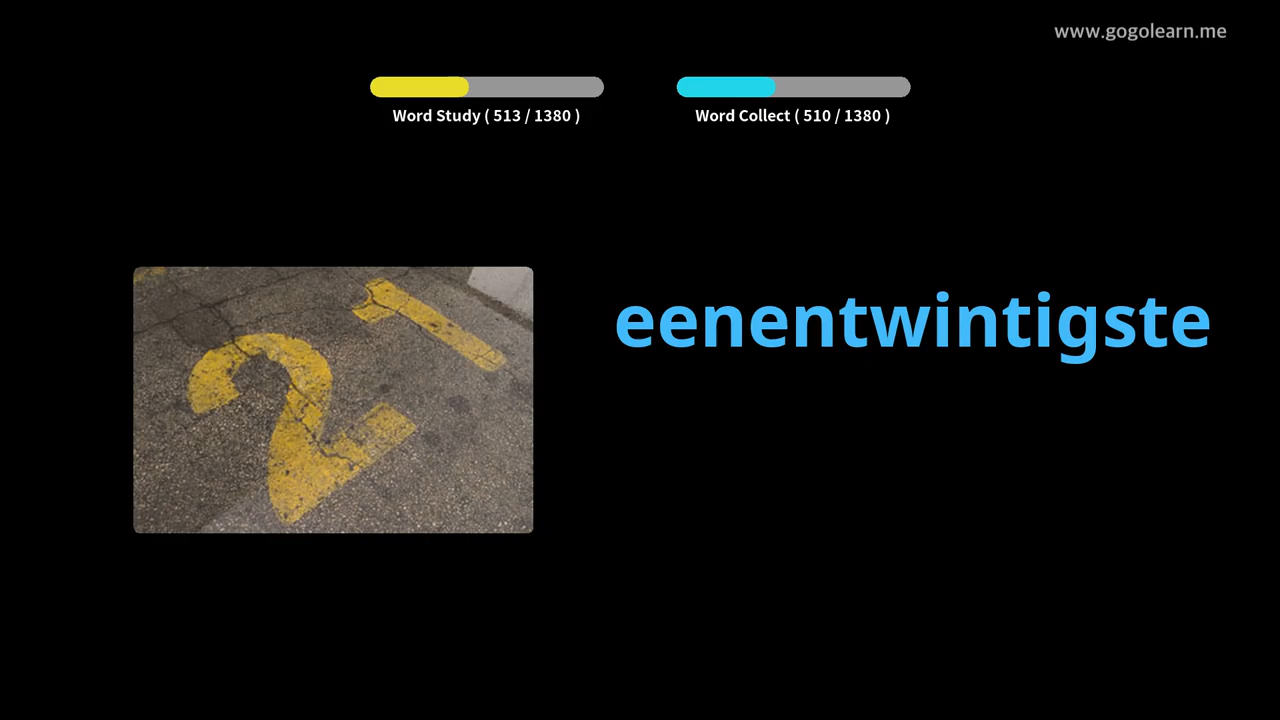 www.gogolearn.me
Word Study ( 513 / 1380 )
Word Collect ( 510 / 1380 )
eenentwintigste
21